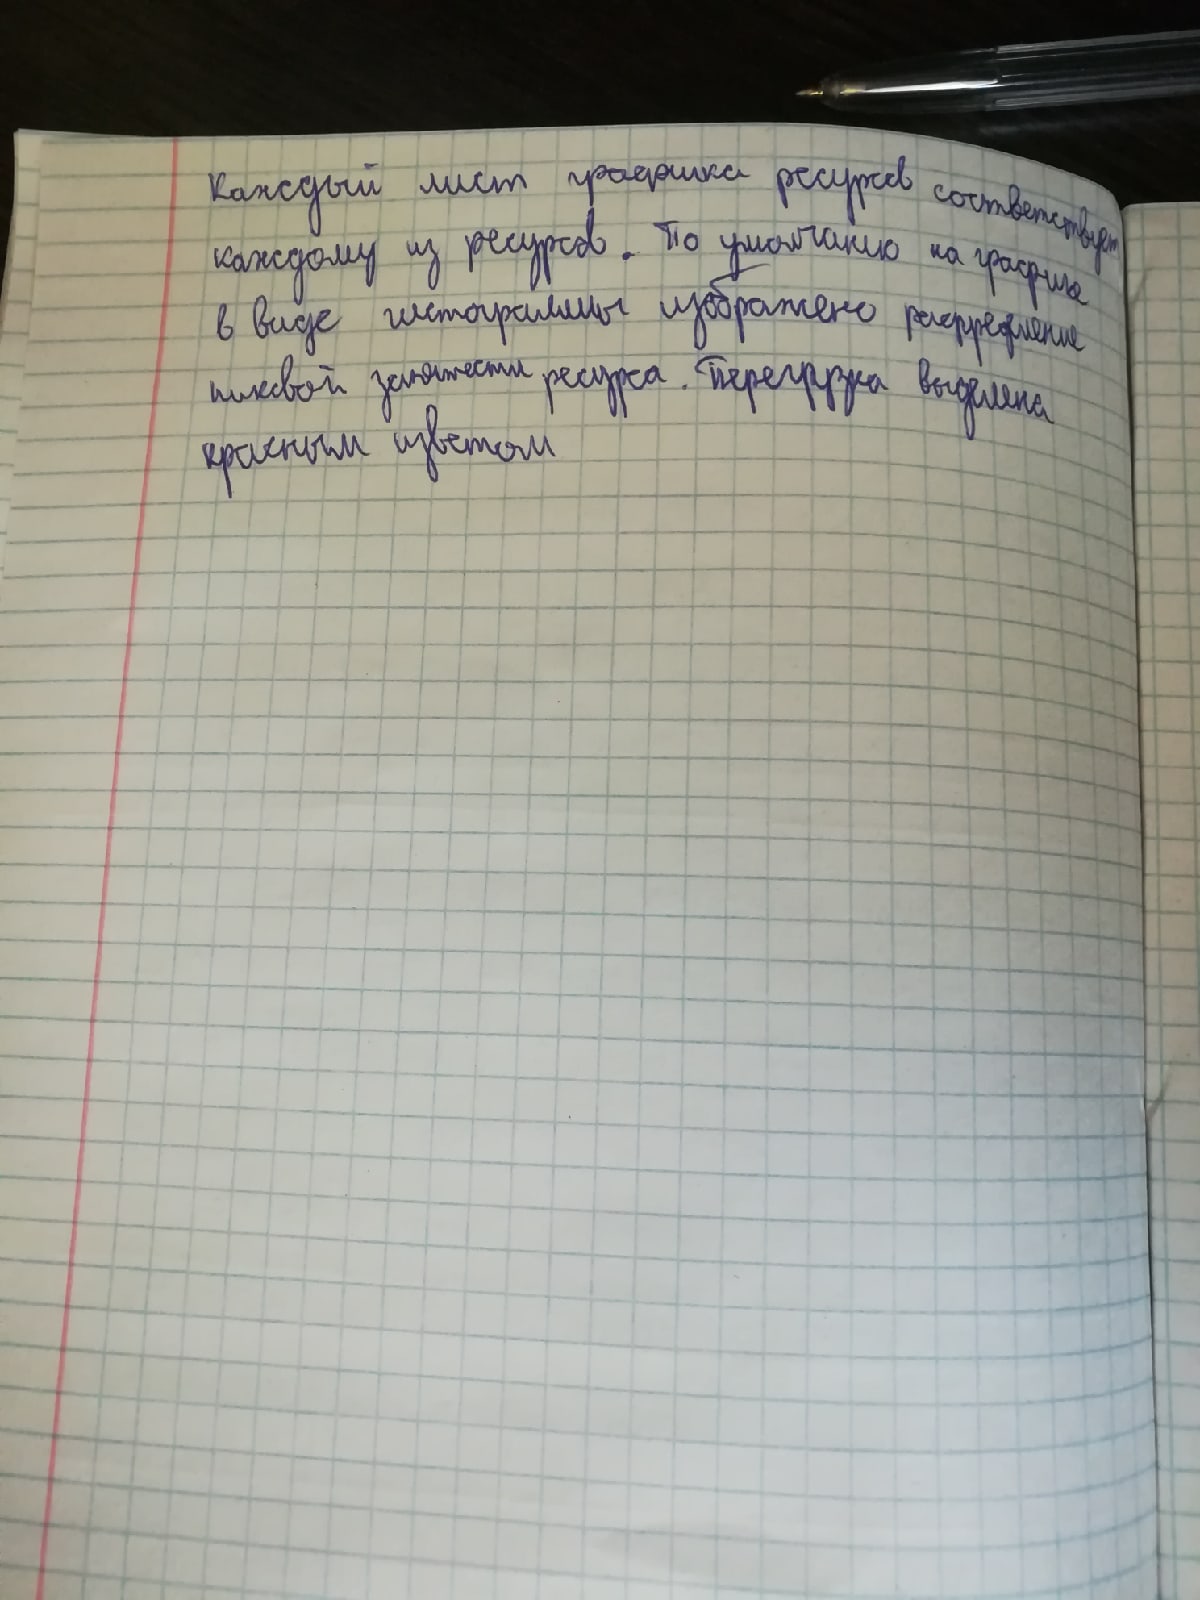 Каждый лист графика ресурсов соответствует
каждому из ресурсов. По умолчанию на графике
в виде гистограммы изображено распределение
пиковой занятости ресурса. Перегрузка выделена
красным цветом